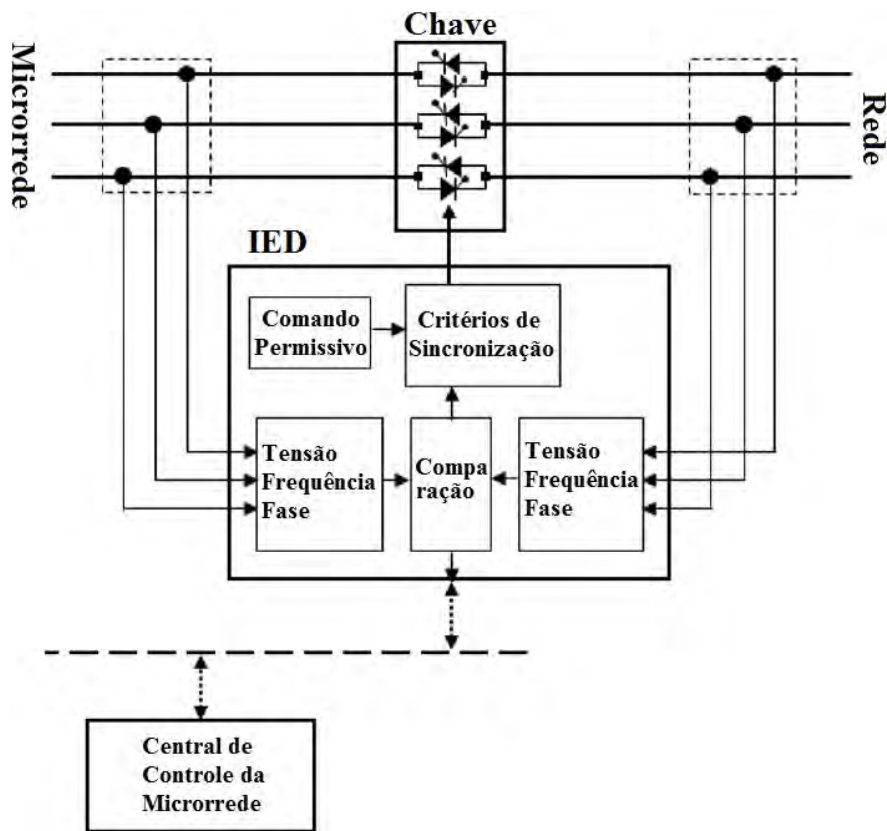 Chave
Microrrede
Rede
IED
Comando
Permissivo
Critérios de
Sincronização
Tensão
Frequência
Fase
Compa
ração
Tensão
Frequência
Fase
Central de
Controle da
Microrrede